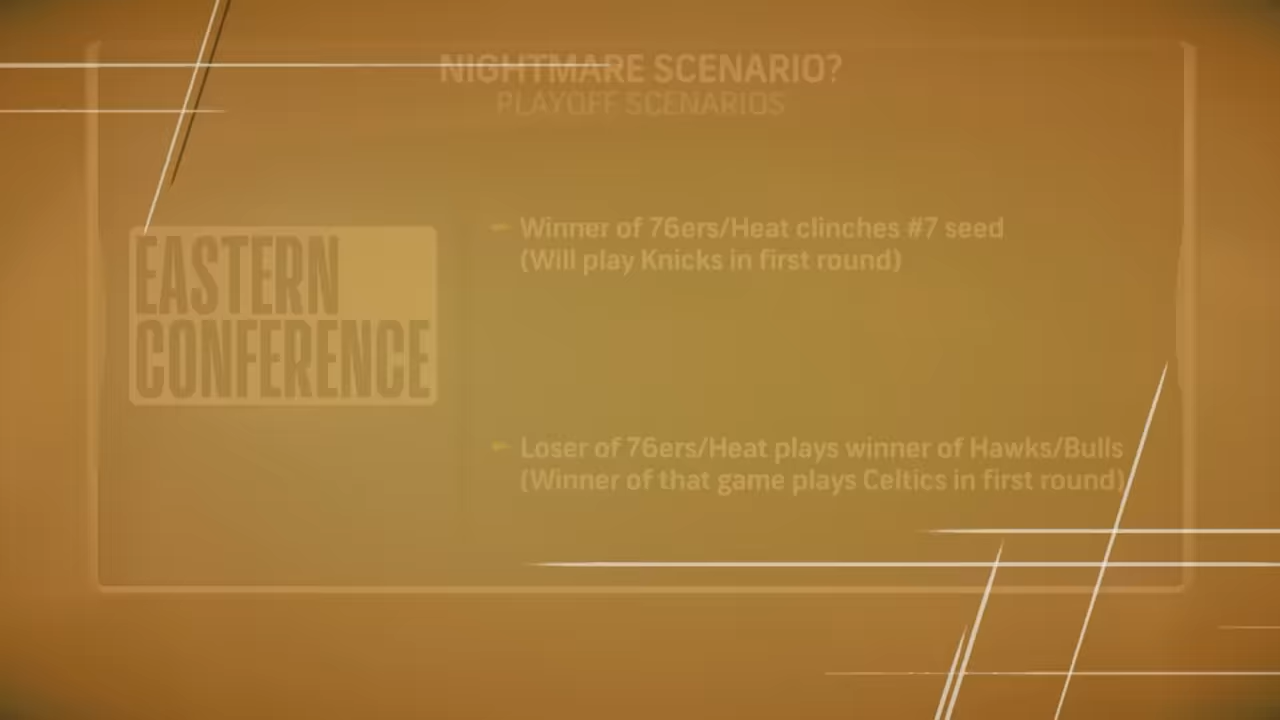 NIGHTMARE SCENARIO?
PLAYOFF SCENARIOS
EASTERN
CONFERENCE
Winner of 76ers/Heat clinches #7 seed
(Will play Knicks in first round)
Loser of 76ers/Heat plays winner of Hawks/Bulls
(Winner of that game plays Celtics in first round)